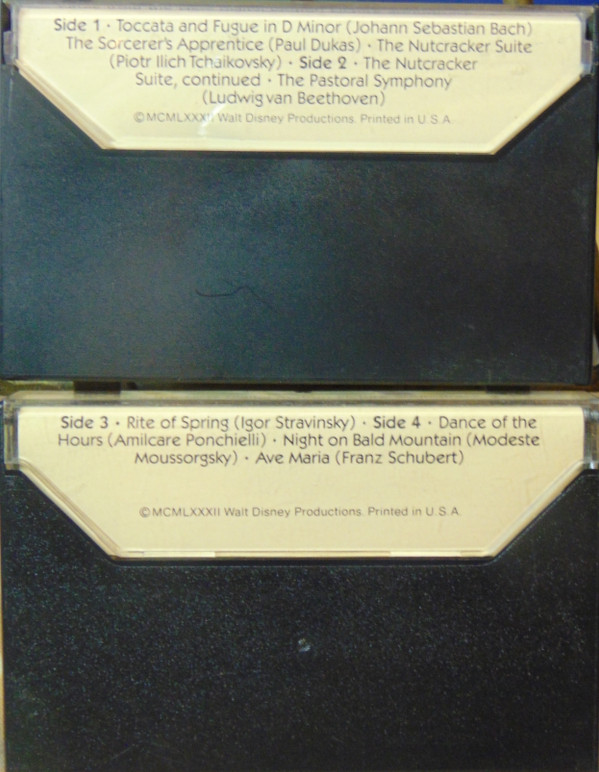 Side 1 · Toccata and Fugue in D Minor (Johann Sebastian Bach)
The Sorcerer's Apprentice (Paul Dukas) · The Nutcracker Suite
(Piotr Ilich Tchaikovsky) · Side 2 · The Nutcracker
Suite, continued · The Pastoral Symphony
(Ludwig van Beethoven)
©MCMLXXXII Walt Disney Productions. Printed in U.S.A.
Side 3 · Rite of Spring (Igor Stravinsky) · Side 4 · Dance of the
Hours (Amilcare Ponchielli) · Night on Bald Mountain (Modeste
Moussorgsky) · Ave Maria (Franz Schubert)
©MCMLXXXII Walt Disney Productions. Printed in U.S.A.